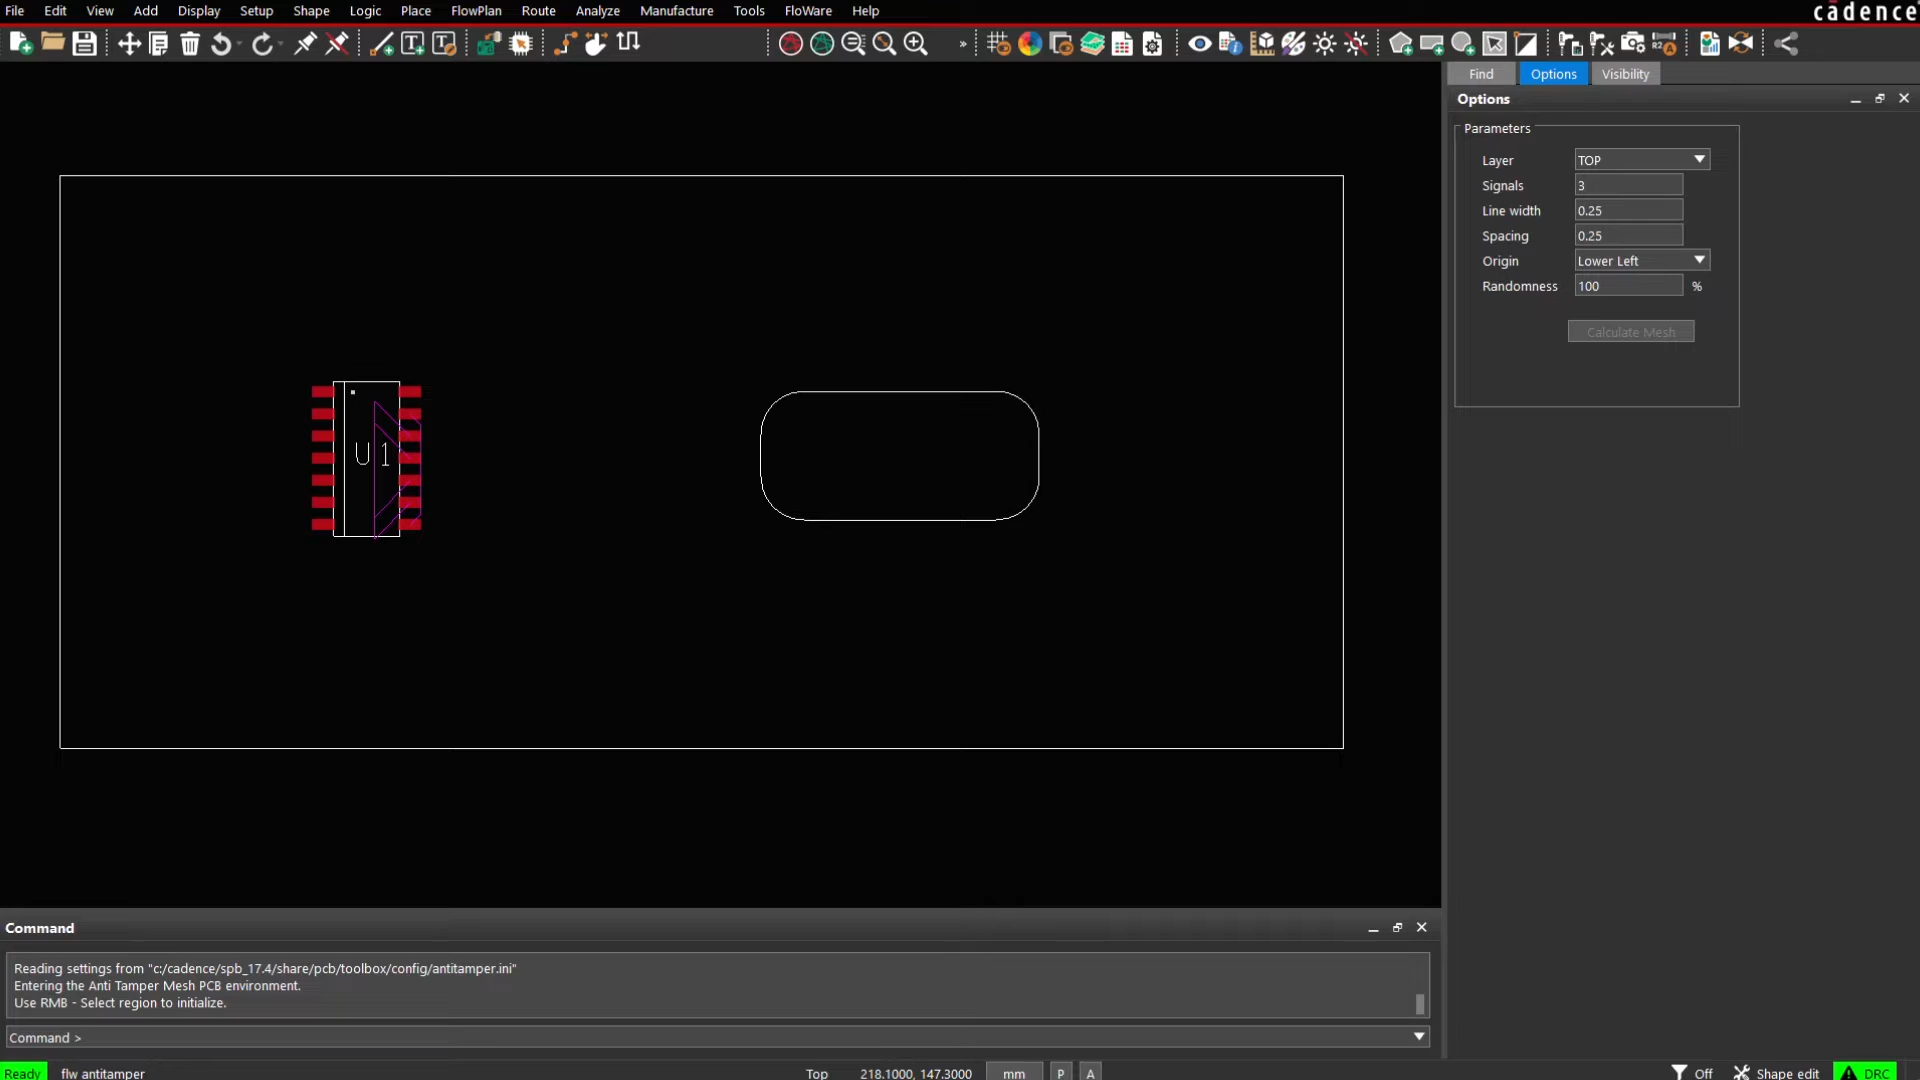 File Edit View Add Display Setup Shape Logic Place FlowPlan Route Analyze Manufacture Tools FloWare Help
cādence
Find Options Visibility
Options
Parameters
Layer TOP
Signals 3
Line width 0.25
Spacing 0.25
Origin Lower Left
Randomness 100 %
Calculate Mesh
U 1
Command
Reading settings from "c:/cadence/spb_17.4/share/pcb/toolbox/config/antitamper.ini"
Entering the Anti Tamper Mesh PCB environment.
Use RMB - Select region to initialize.
Command >
Ready flw antitamper Top 218.1000, 147.3000 mm P A Off Shape edit DRC